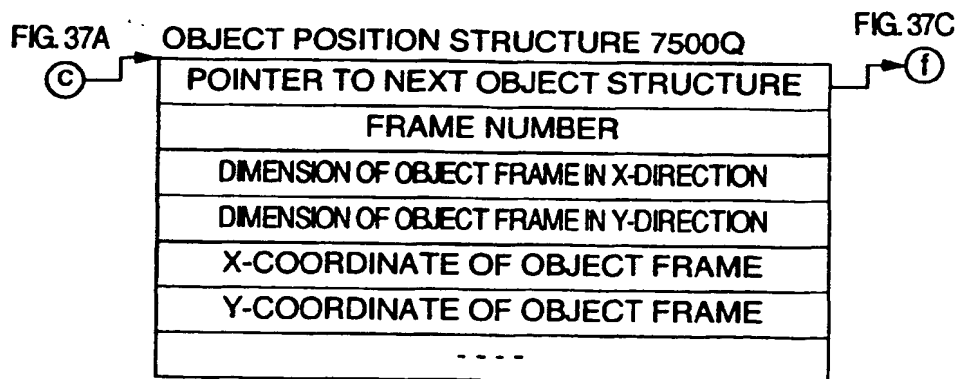 FIG. 37A
C
OBJECT POSITION STRUCTURE 7500Q
FIG. 37C
f
POINTER TO NEXT OBJECT STRUCTURE
FRAME NUMBER
DIMENSION OF OBJECT FRAME IN X-DIRECTION
DIMENSION OF OBJECT FRAME IN Y-DIRECTION
X-COORDINATE OF OBJECT FRAME
Y-COORDINATE OF OBJECT FRAME
- - - -